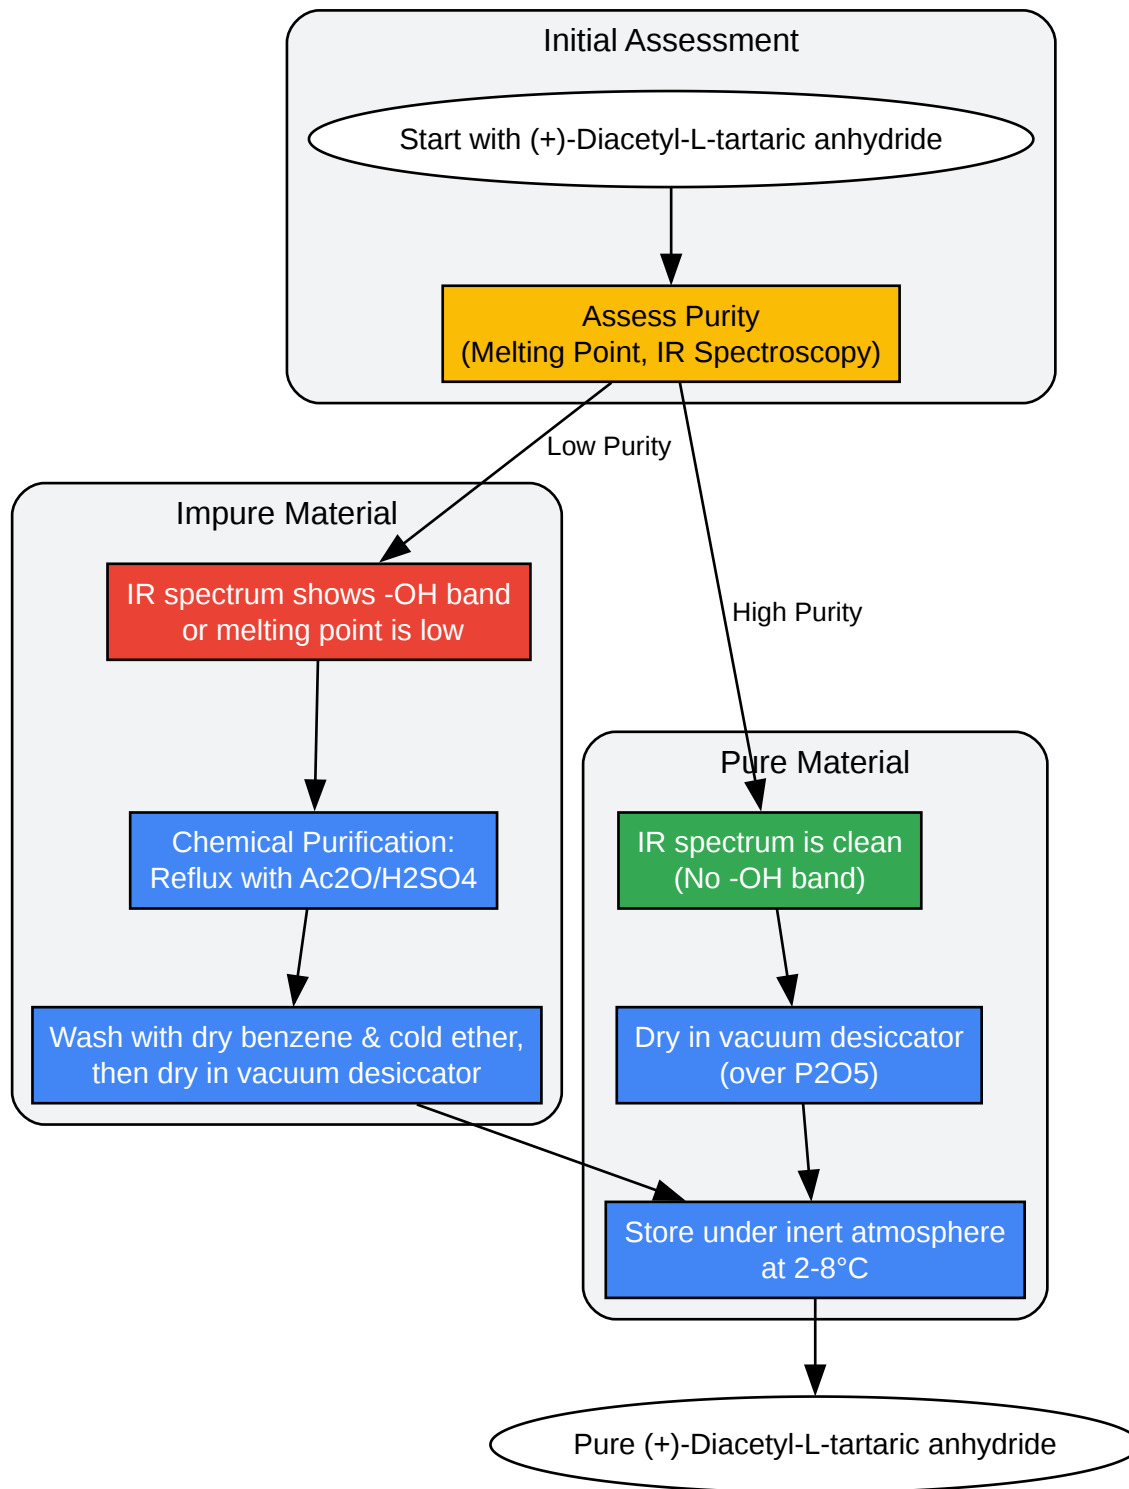 Initial Assessment
Start with (+)-Diacetyl-L-tartaric anhydride
Assess Purity
(Melting Point, IR Spectroscopy)
Low Purity
High Purity
Impure Material
IR spectrum shows -OH band
or melting point is low
Chemical Purification:
Reflux with Ac2O/H2SO4
Wash with dry benzene & cold ether,
then dry in vacuum desiccator
Pure Material
IR spectrum is clean
(No -OH band)
Dry in vacuum desiccator
(over P2O5)
Store under inert atmosphere
at 2-8°C
Pure (+)-Diacetyl-L-tartaric anhydride